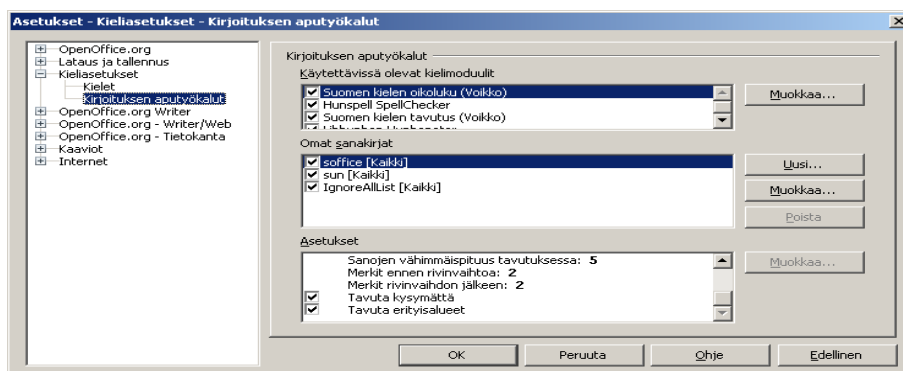 Asetukset - Kieliasetukset - Kirjoituksen aputyökalut
OpenOffice.org
Lataus ja tallennus
Kieliasetukset
Kielet
Kirjoituksen aputyökalut
OpenOffice.org Writer
OpenOffice.org - Writer/Web
OpenOffice.org - Tietokanta
Kaaviot
Internet
Kirjoituksen aputyökalut
Käytettävissä olevat kielimoduulit
Suomen kielen oikoluku (Voikko)
Hunspell SpellChecker
Suomen kielen tavutus (Voikko)
Muokkaa...
Omat sanakirjat
soffice [Kaikki]
sun [Kaikki]
IgnoreAllList [Kaikki]
Uusi...
Muokkaa...
Poista
Asetukset
Sanojen vähimmäispituus tavutuksessa: 5
Merkit ennen rivinvaihtoa: 2
Merkit rivinvaihdon jälkeen: 2
Tavuta kysymättä
Tavuta erityisalueet
Muokkaa...
OK
Peruuta
Ohje
Edellinen